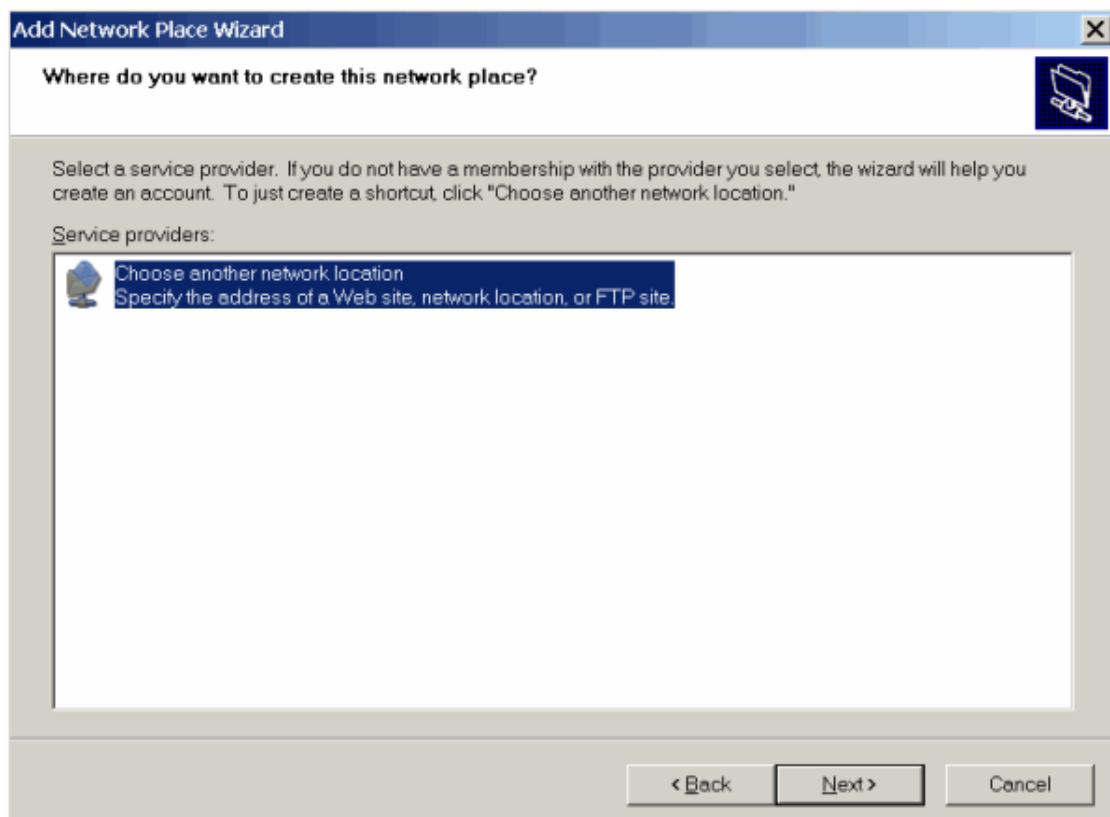 Add Network Place Wizard
Where do you want to create this network place?
Select a service provider. If you do not have a membership with the provider you select, the wizard will help you
create an account. To just create a shortcut, click "Choose another network location."
Service providers:
Choose another network location
Specify the address of a Web site, network location, or FTP site.
< Back Next > Cancel